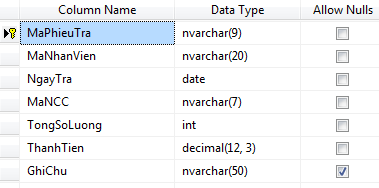 Column Name Data Type Allow Nulls
MaPhieuTra nvarchar(9)
MaNhanVien nvarchar(20)
NgayTra date
MaNCC nvarchar(7)
TongSoLuong int
ThanhTien decimal(12, 3)
GhiChu nvarchar(50)